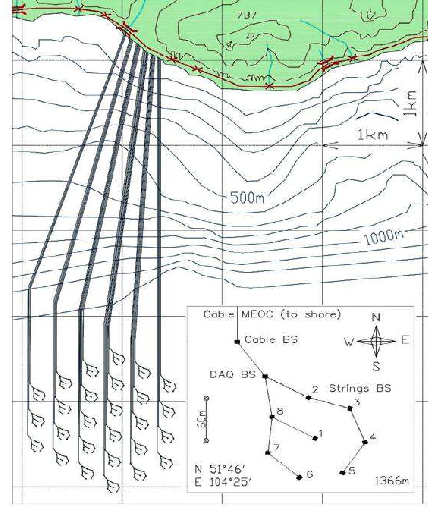 737
1km
1km
500m
1000m
Cable MEOC (to shore)
N
Cable BS
W E
S
DAQ BS
2
Strings BS
3
8
1
4
7
N 51°46'
6
5
E 104°25'
1366m